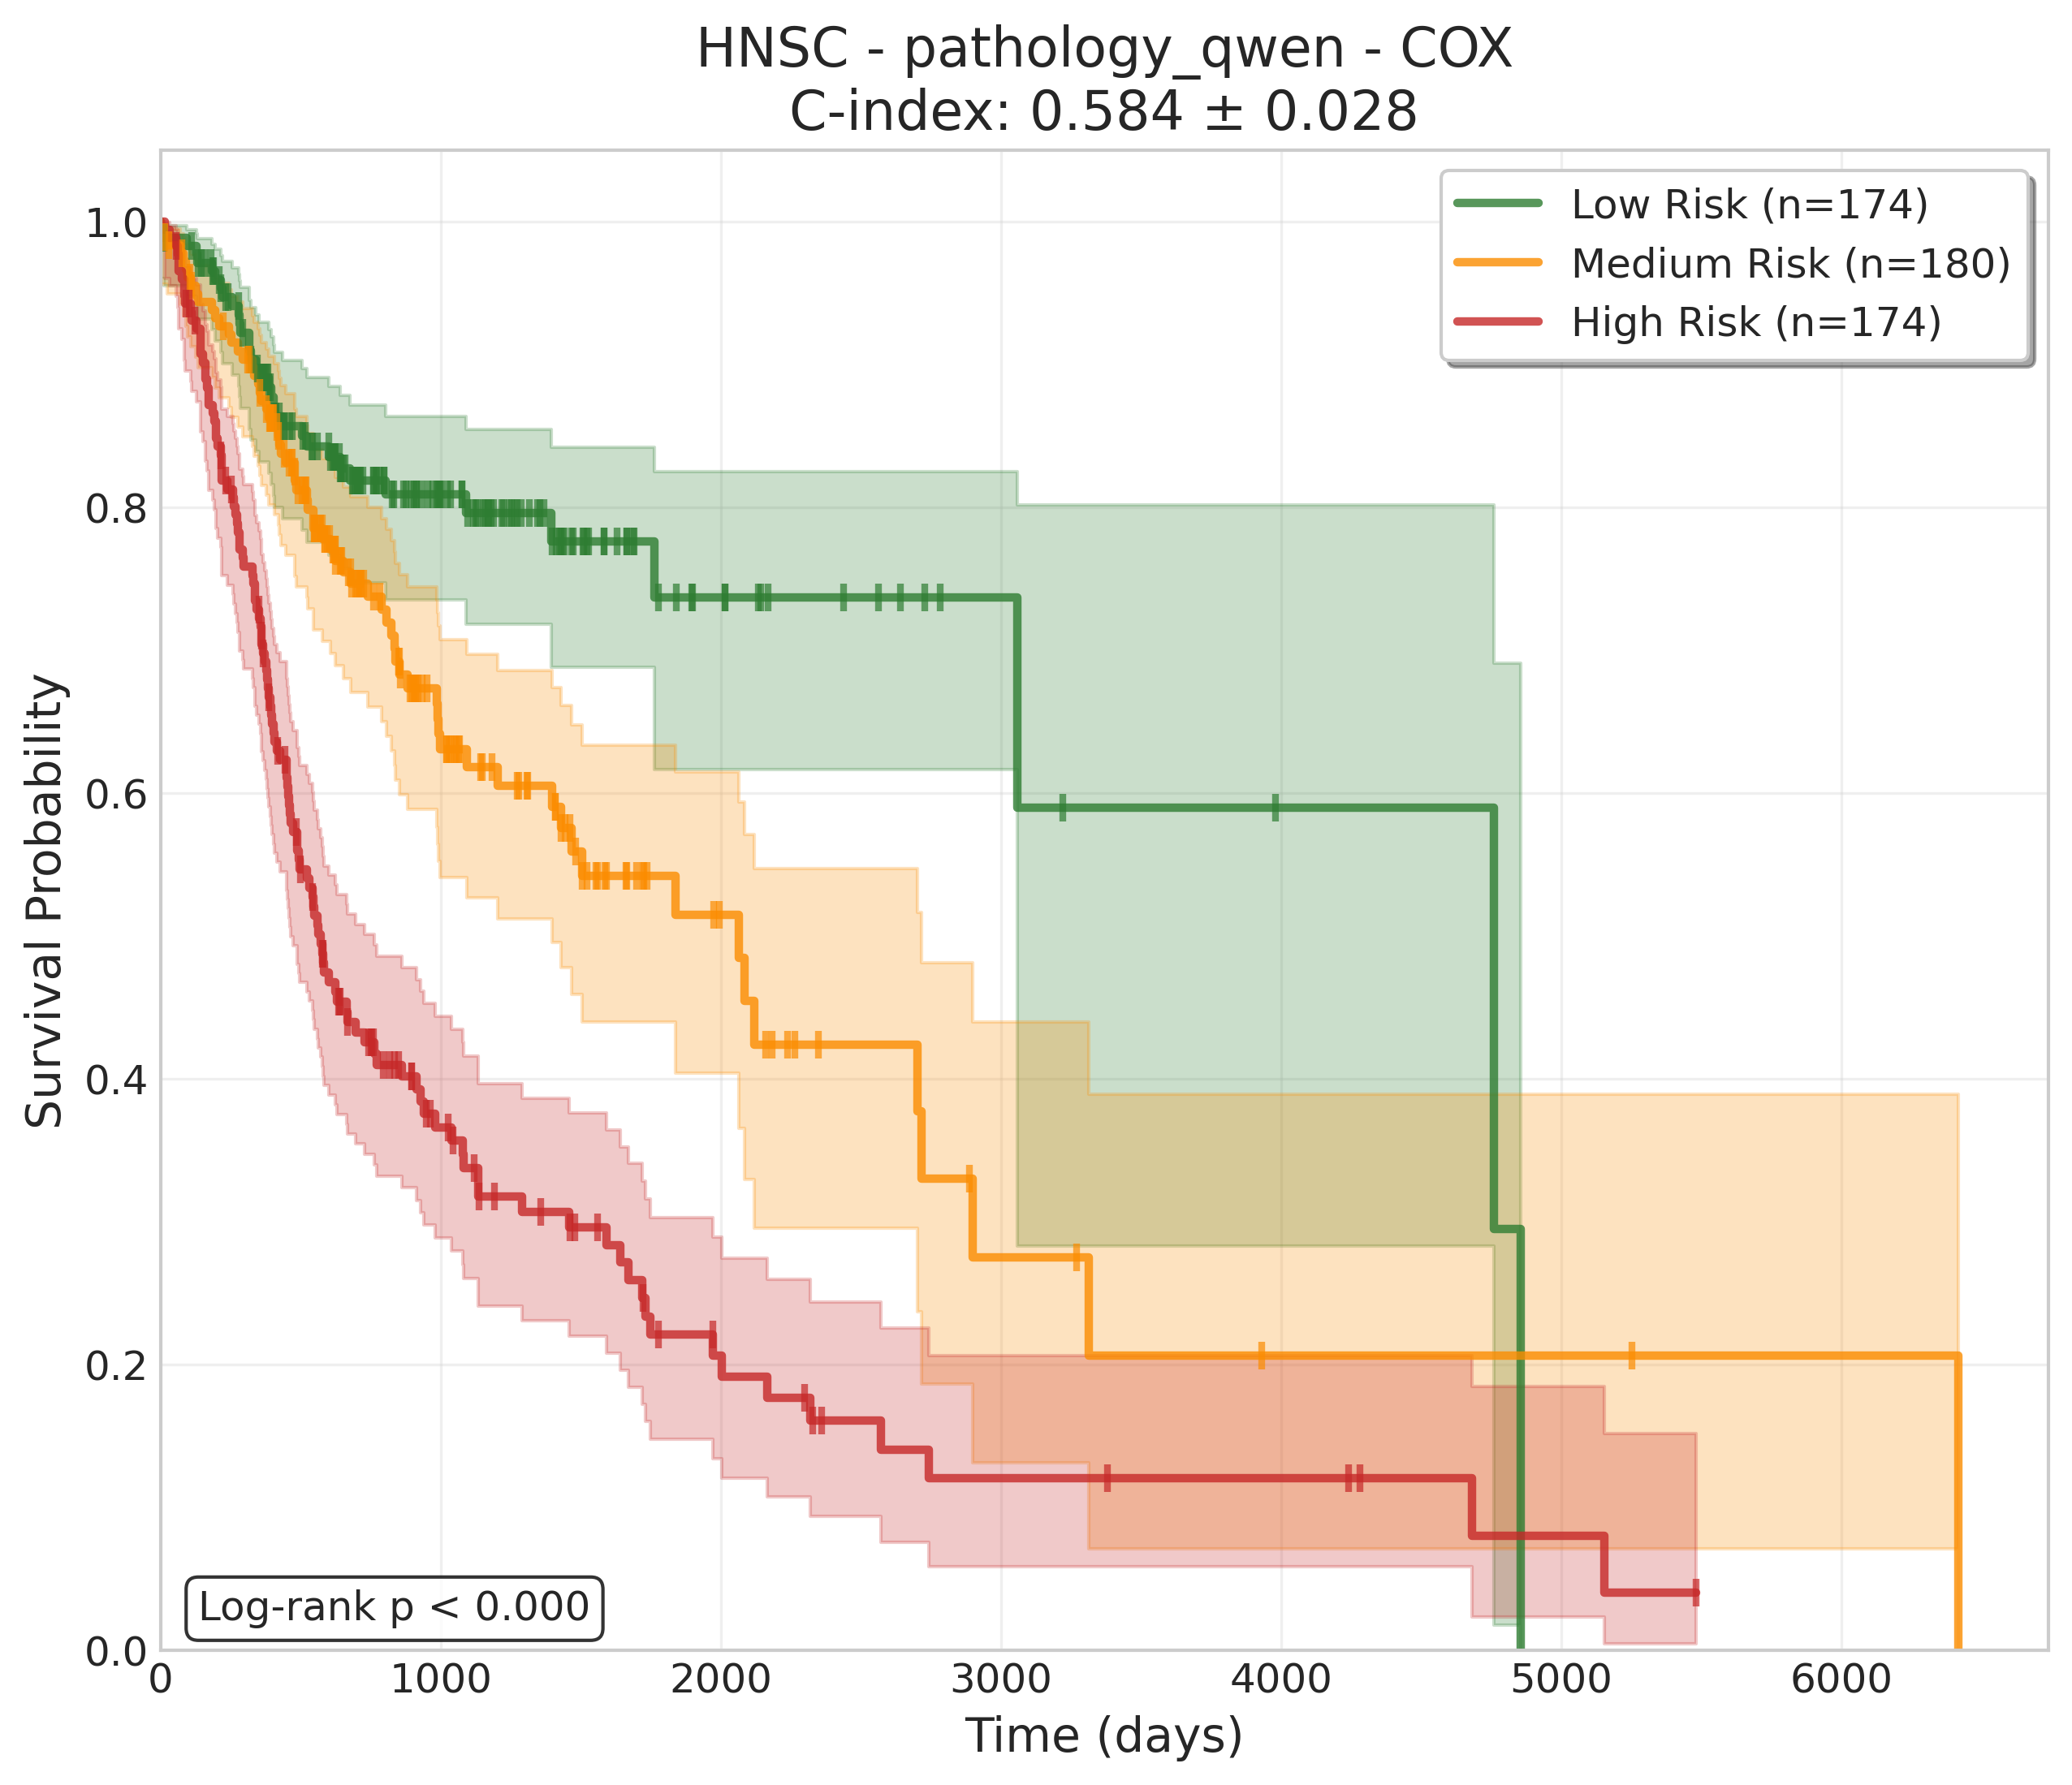 HNSC - pathology_qwen - COX
C-index: 0.584 ± 0.028
Low Risk (n=174)
Medium Risk (n=180)
High Risk (n=174)
Survival Probability
1.0
0.8
0.6
0.4
0.2
0.0
Log-rank p < 0.000
0 1000 2000 3000 4000 5000 6000
Time (days)